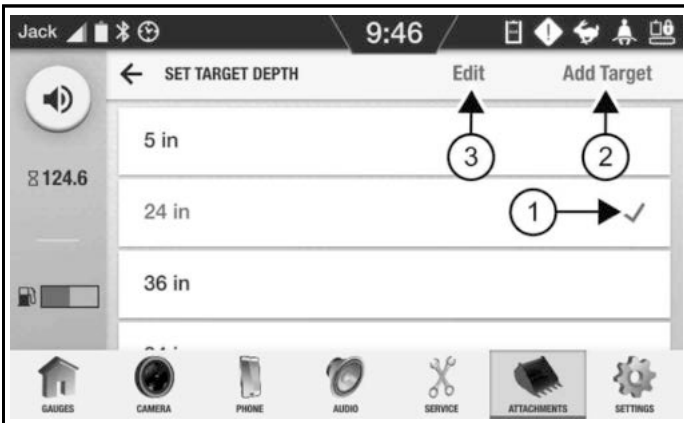 Jack 9:46
SET TARGET DEPTH Edit Add Target
5 in
3 2
124.6
24 in 1
36 in
GAUGES CAMERA PHONE AUDIO SERVICE ATTACHMENTS SETTINGS